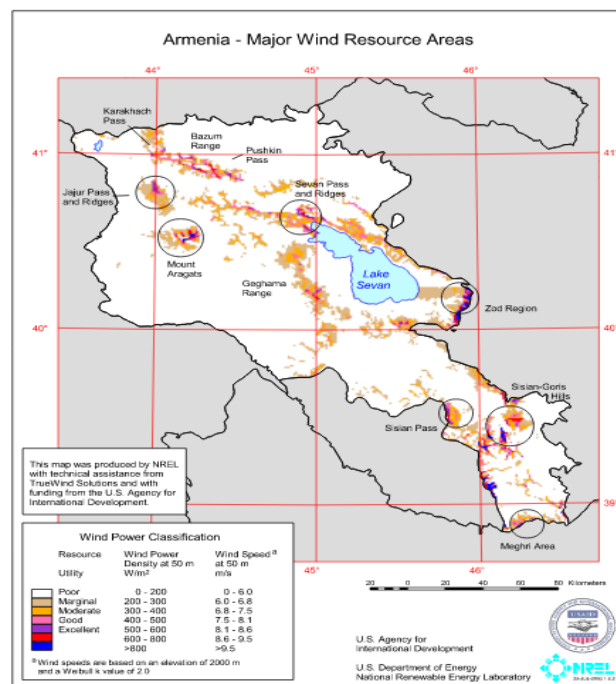 Armenia - Major Wind Resource Areas
44°
45°
46°
Karakhach
Pass
Bazum
Range
Pushkin
Pass
41°
41°
Jajur Pass
and Ridges
Sevan Pass
and Ridges
Mount
Aragats
Lake
Sevan
Geghama
Range
Zod Region
40°
40°
Sisian-Goris
Hills
Sisian Pass
This map was produced by NREL
with technical assistance from
TrueWind Solutions and with
funding from the U.S. Agency for
International Development.
39°
Meghri Area
44°
45°
46°
Wind Power Classification
Resource Wind Power Wind Speed a
Density at 50 m at 50 m
Utility W/m² m/s
Poor 0 - 200 0 - 6.0
Marginal 200 - 300 6.0 - 6.8
Moderate 300 - 400 6.8 - 7.5
Good 400 - 500 7.5 - 8.1
Excellent 500 - 600 8.1 - 8.6
600 - 800 8.6 - 9.5
>800 >9.5
a Wind speeds are based on an elevation of 2000 m
and a Weibull k value of 2.0
20 0 20 40 60 80 Kilometers
U.S. Agency for
International Development
USAID
U.S. Department of Energy
National Renewable Energy Laboratory
NREL